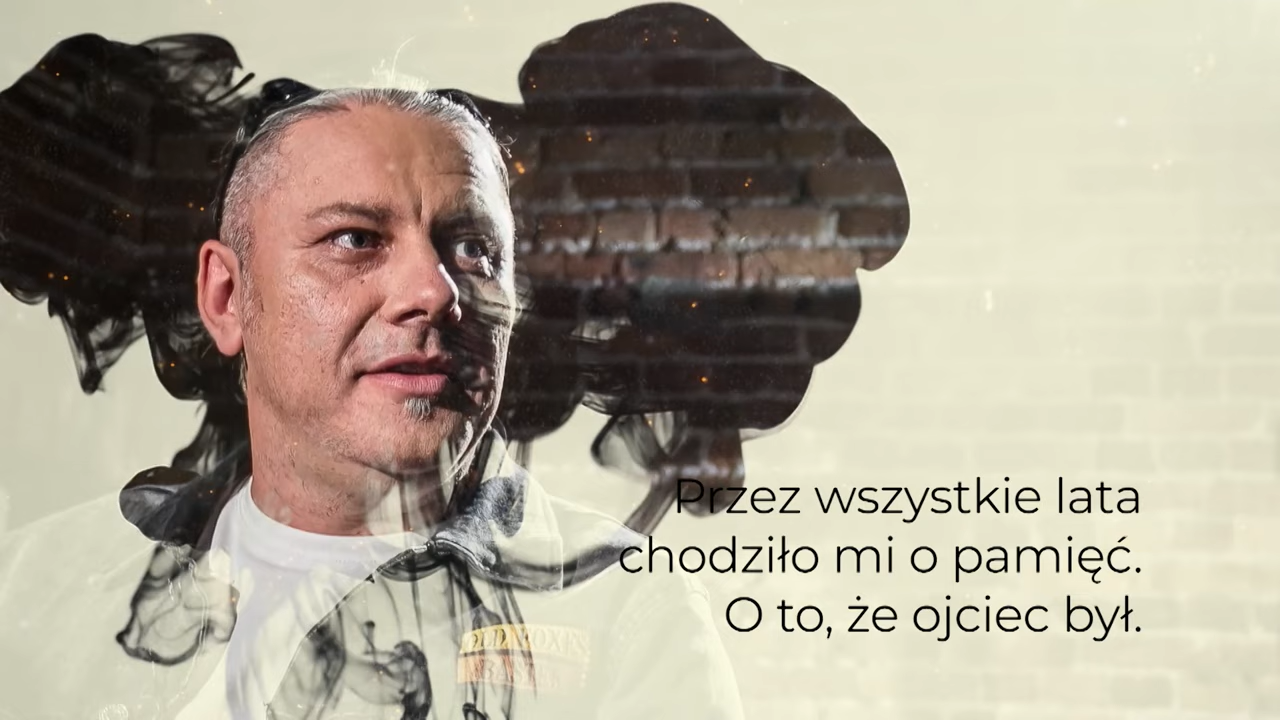 Przez wszystkie lata
chodziło mi o pamięć.
O to, że ojciec był.